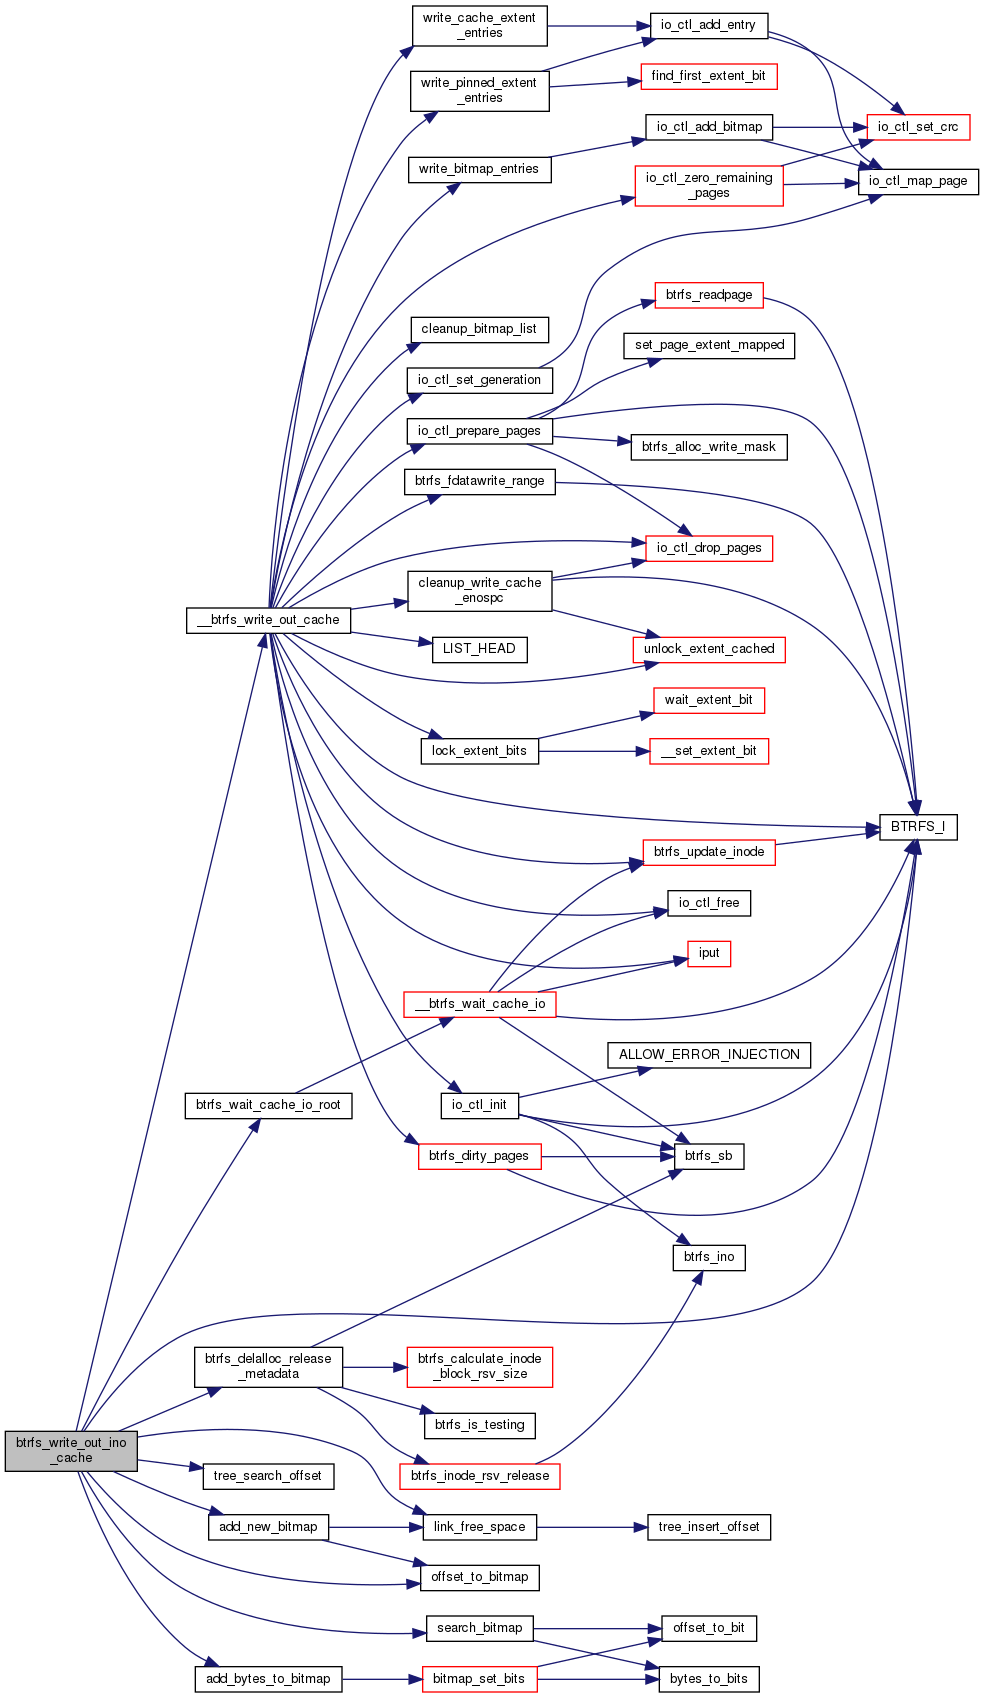 write_cache_extent
_entries
io_ctl_add_entry
write_pinned_extent
_entries
find_first_extent_bit
io_ctl_add_bitmap
io_ctl_set_crc
write_bitmap_entries
io_ctl_zero_remaining
_pages
io_ctl_map_page
btrfs_readpage
cleanup_bitmap_list
set_page_extent_mapped
io_ctl_set_generation
io_ctl_prepare_pages
btrfs_alloc_write_mask
btrfs_fdatawrite_range
io_ctl_drop_pages
cleanup_write_cache
_enospc
__btrfs_write_out_cache
LIST_HEAD
unlock_extent_cached
wait_extent_bit
lock_extent_bits
__set_extent_bit
BTRFS_I
btrfs_update_inode
io_ctl_free
iput
__btrfs_wait_cache_io
ALLOW_ERROR_INJECTION
btrfs_wait_cache_io_root
io_ctl_init
btrfs_dirty_pages
btrfs_sb
btrfs_ino
btrfs_delalloc_release
_metadata
btrfs_calculate_inode
_block_rsv_size
btrfs_is_testing
btrfs_write_out_ino
_cache
tree_search_offset
btrfs_inode_rsv_release
add_new_bitmap
link_free_space
tree_insert_offset
offset_to_bitmap
search_bitmap
offset_to_bit
add_bytes_to_bitmap
bitmap_set_bits
bytes_to_bits